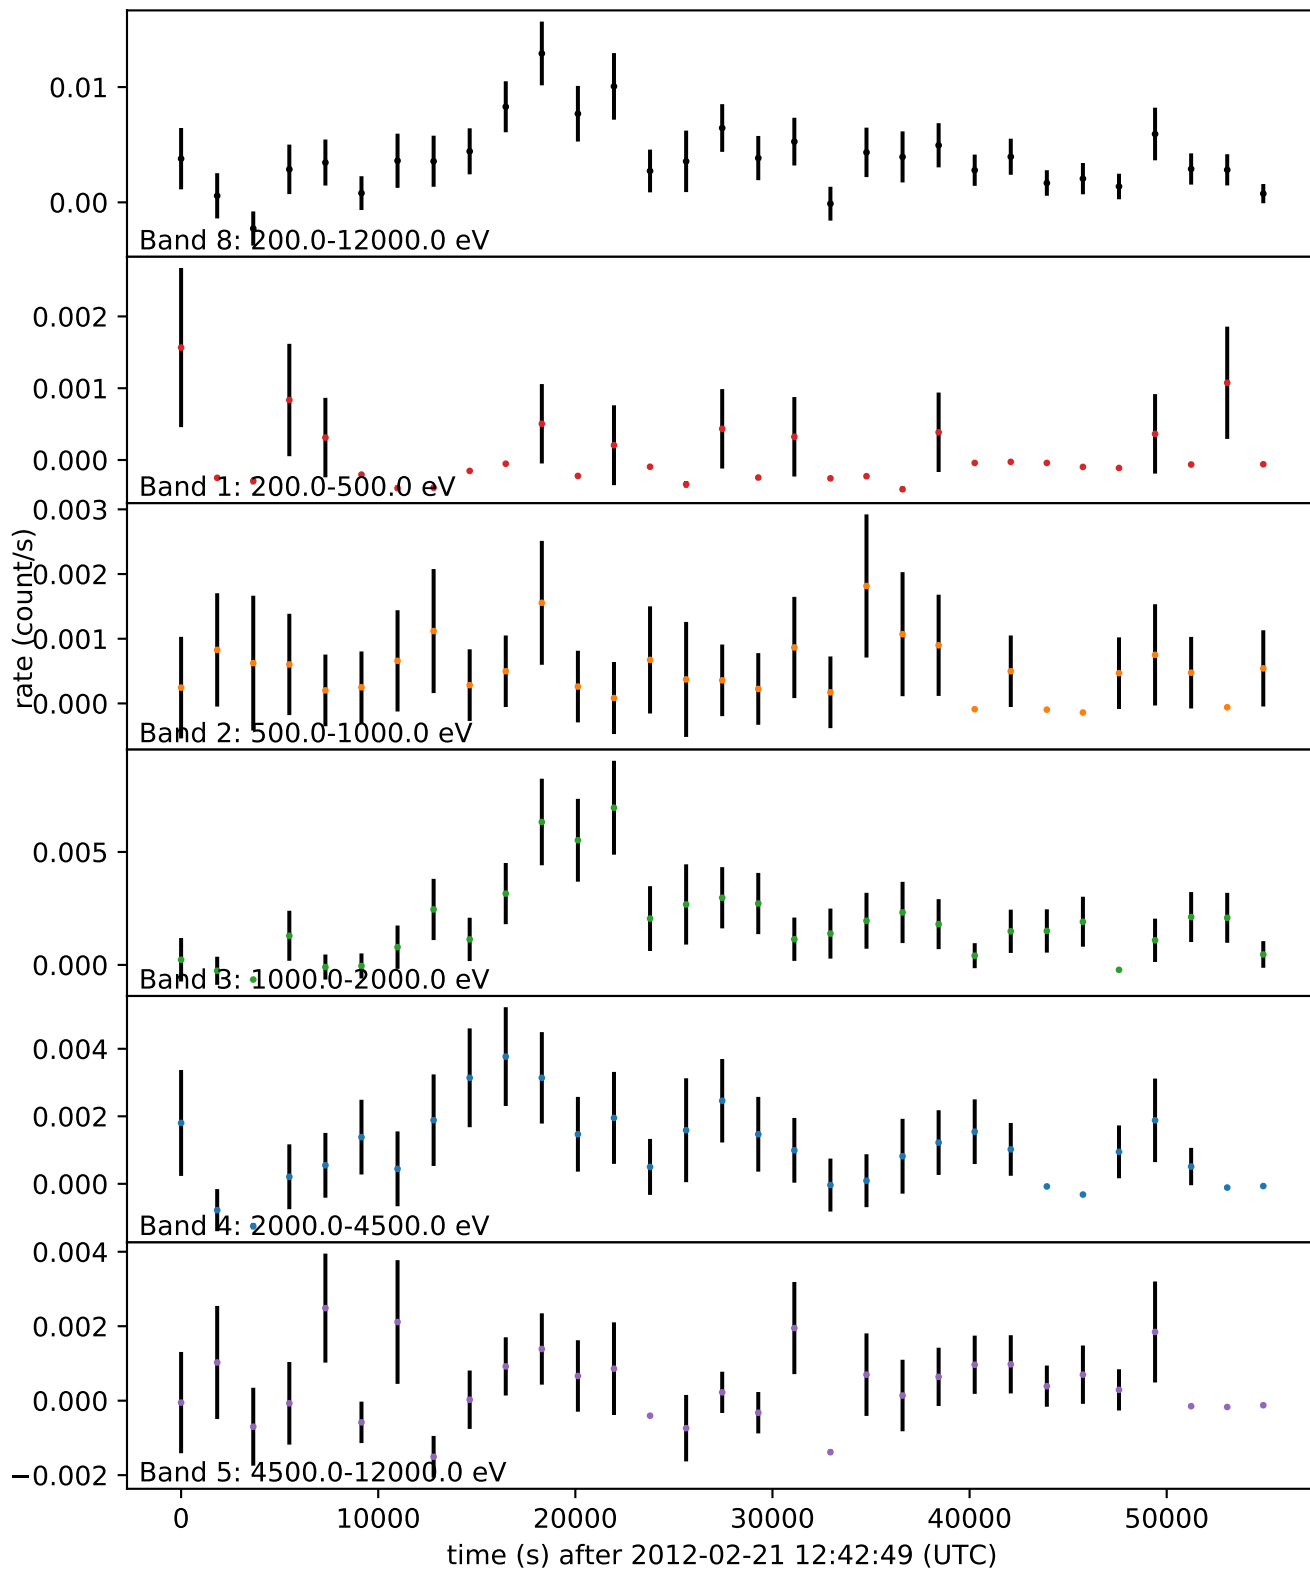 0.01
0.00
Band 8: 200.0-12000.0 eV
0.002
0.001
0.000
Band 1: 200.0-500.0 eV
rate (count/s)
0.003
0.002
0.001
0.000
Band 2: 500.0-1000.0 eV
0.005
0.000
Band 3: 1000.0-2000.0 eV
0.004
0.002
0.000
Band 4: 2000.0-4500.0 eV
0.004
0.002
0.000
−0.002
Band 5: 4500.0-12000.0 eV
0 10000 20000 30000 40000 50000
time (s) after 2012-02-21 12:42:49 (UTC)